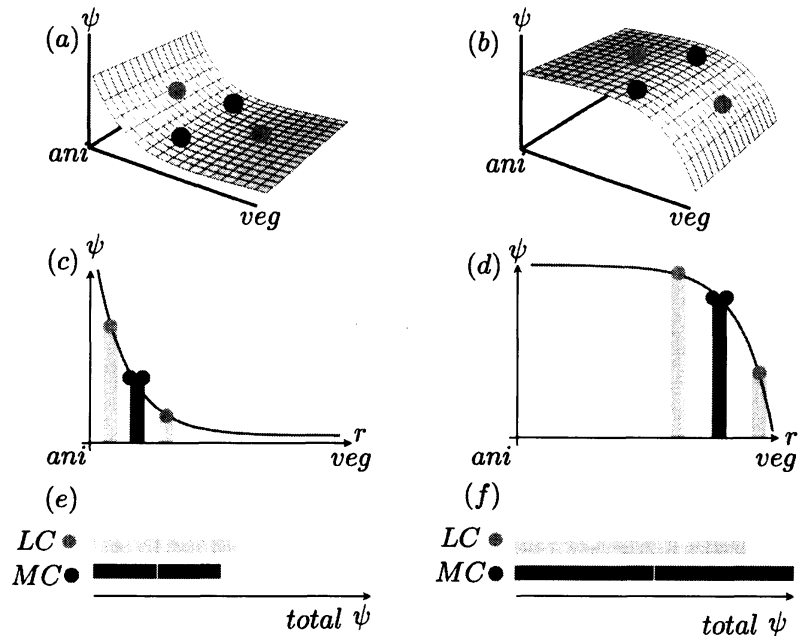 (a)
ψ
ani
veg
(b)
ψ
ani
veg
(c)
ψ
r
ani
veg
(d)
ψ
r
ani
veg
(e)
LC
MC
total ψ
(f)
LC
MC
total ψ